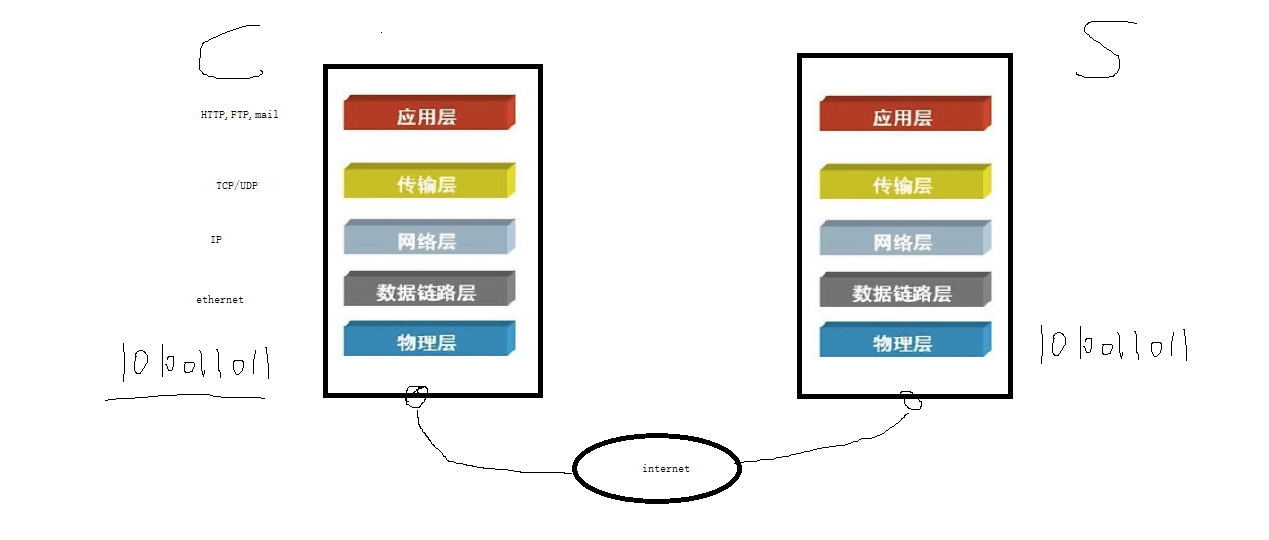 C
S
HTTP,FTP,mail
应用层
应用层
TCP/UDP
传输层
传输层
IP
网络层
网络层
ethernet
数据链路层
数据链路层
物理层
物理层
internet